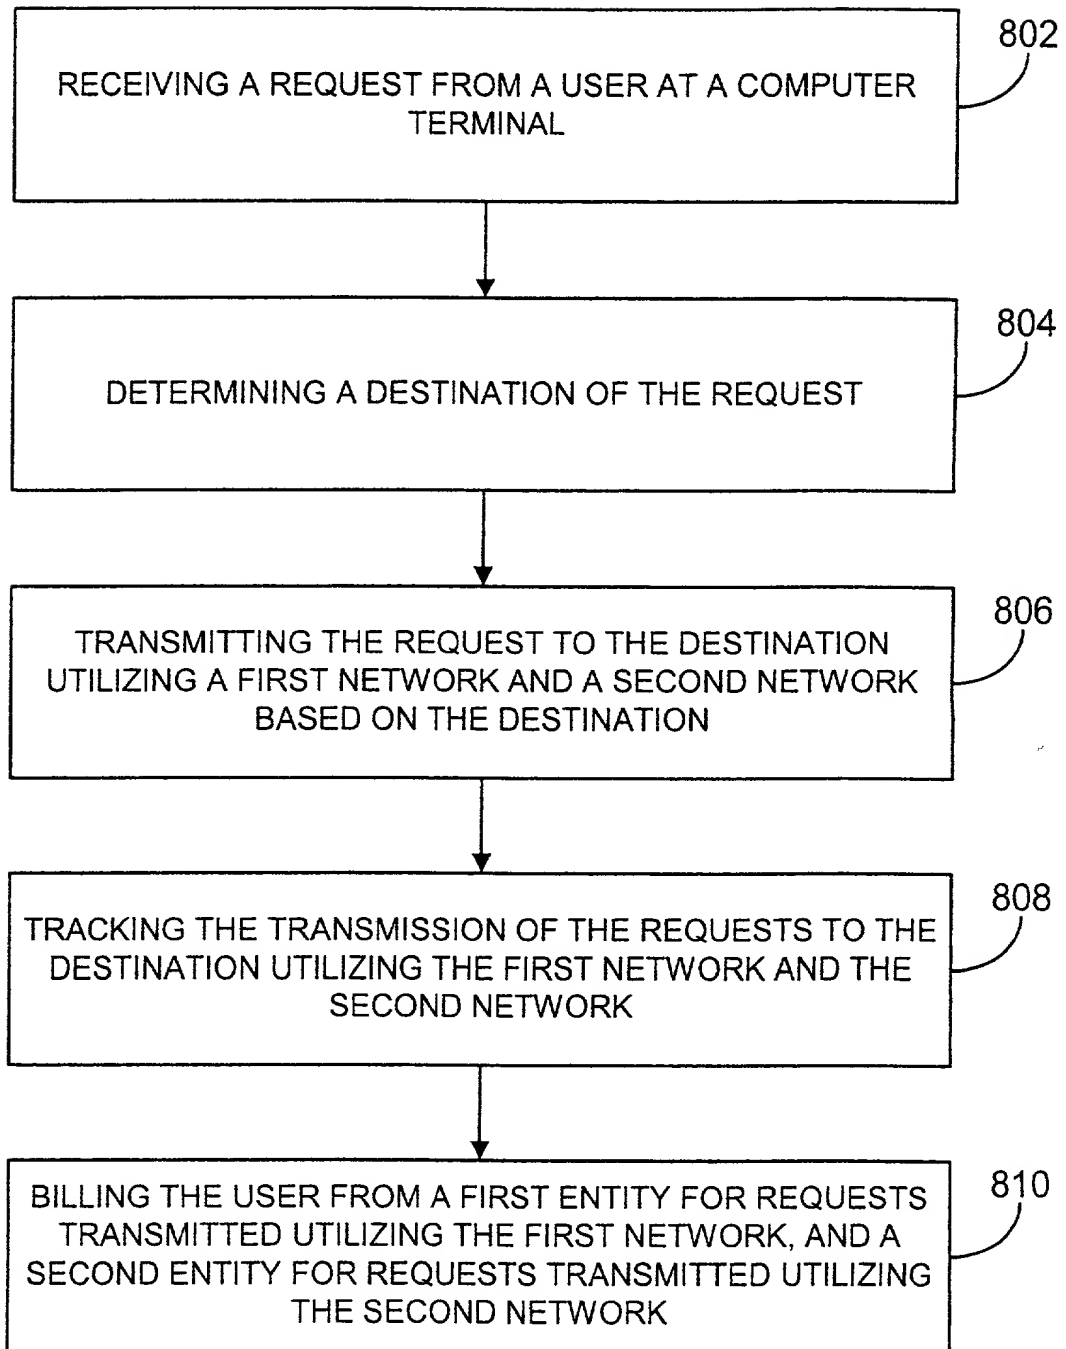 802
RECEIVING A REQUEST FROM A USER AT A COMPUTER
TERMINAL
804
DETERMINING A DESTINATION OF THE REQUEST
806
TRANSMITTING THE REQUEST TO THE DESTINATION
UTILIZING A FIRST NETWORK AND A SECOND NETWORK
BASED ON THE DESTINATION
808
TRACKING THE TRANSMISSION OF THE REQUESTS TO THE
DESTINATION UTILIZING THE FIRST NETWORK AND THE
SECOND NETWORK
810
BILLING THE USER FROM A FIRST ENTITY FOR REQUESTS
TRANSMITTED UTILIZING THE FIRST NETWORK, AND A
SECOND ENTITY FOR REQUESTS TRANSMITTED UTILIZING
THE SECOND NETWORK